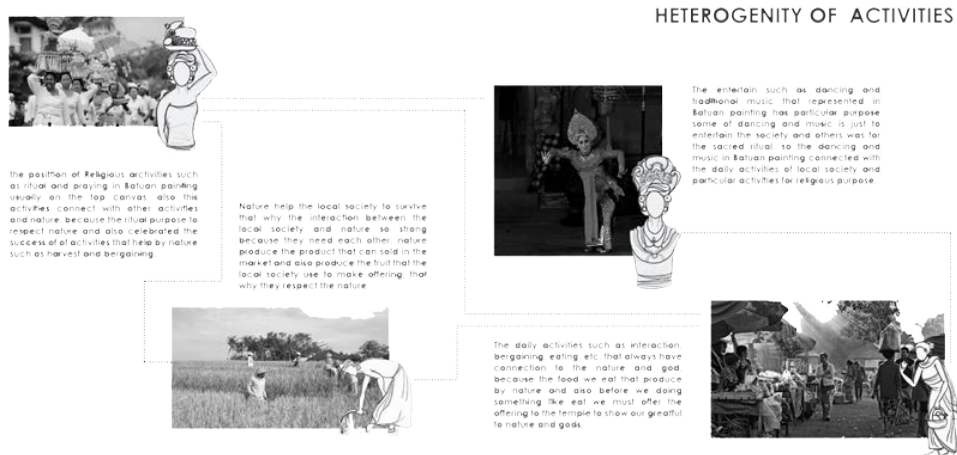 HETEROGENITY OF ACTIVITIES
the position of Religious arctivities such
as ritual and praying in Batuan painting
usually on the top canvas. also this
activities connect with other activities
and nature. because the ritual purpose to
respect nature and also celebrated the
success of of activities that help by nature
such as harvest and bergaining.
Nature help the local society to survive
that why the interaction between the
local society and nature so strong
because they need each other. nature
produce the product that can sold in the
market and also produce the fruit that the
local society use to make offering. that
why they respect the nature
The entertain such as dancing and
traditional music that represented in
Batuan painting has particular purpose
some of dancing and music is just to
entertain the society and others was for
the sacred ritual. so the dancing and
music in Batuan painting connected with
the daily activities of local society and
particular activities for religious purpose
The daily activities such as interaction,
bergaining, eating, etc. that always have
connection to the nature and god,
because the food we eat that produce
by nature and also before we doing
something like eat we must offer the
offering to the temple to show our greatful
to nature and gods.